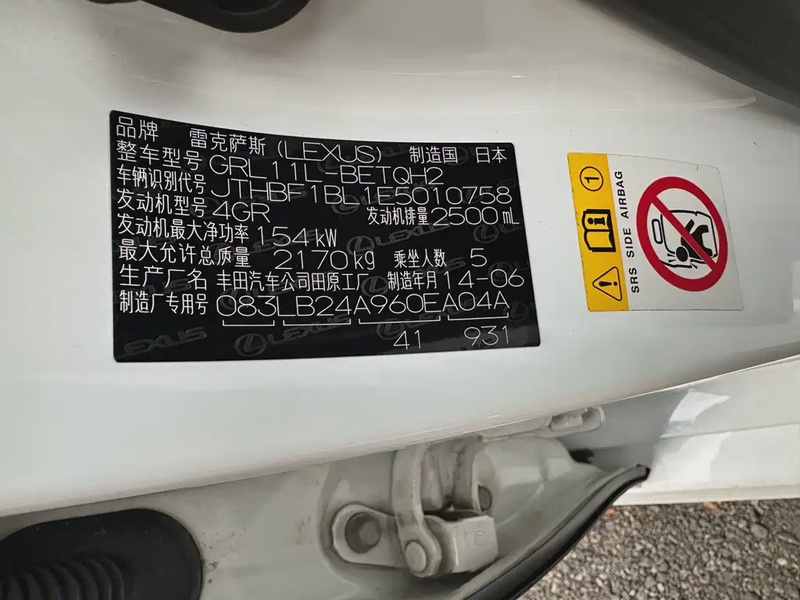 品牌 雷克萨斯 (LEXUS) 制造国 日本
整车型号 GRL11L-BETQH2
车辆识别代号 JTHBF1BL1E5010758
发动机型号 4GR 发动机排量 2500 mL
发动机最大净功率 154 kW
最大允许总质量 2170 kg 乘坐人数 5
生产厂名 丰田汽车公司田原工厂 制造年月 14-06
制造厂专用号 083LB24A960EA04A
41 931
LEXUS LEXUS LEXUS
1
SRS SIDE AIRBAG